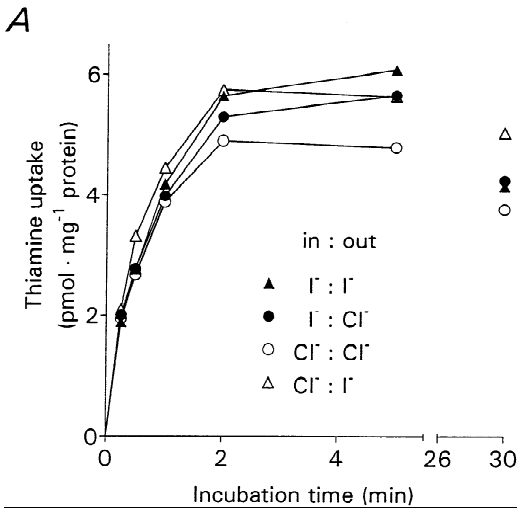 A
Thiamine uptake
(pmol · mg⁻¹ protein)
6
4
2
0
in : out
▲ I⁻ : I⁻
● I⁻ : Cl⁻
○ Cl⁻ : Cl⁻
△ Cl⁻ : I⁻
0 2 4 26 30
Incubation time (min)